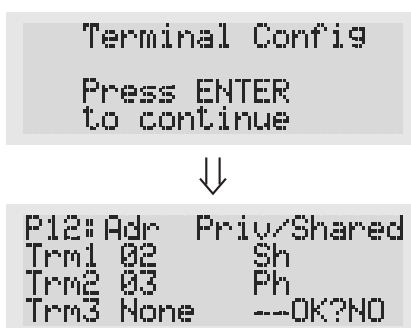 Terminal Config
Press ENTER
to continue
P12:Adr Priv/Shared
Trm1 02 Sh
Trm2 03 Ph
Trm3 None --OK?NO